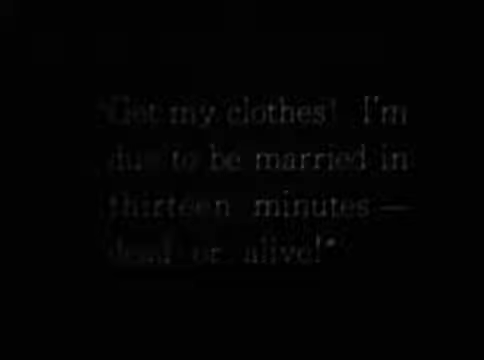 "Get my clothes! I'm
due to be married in
thirteen minutes—
dead or alive!"